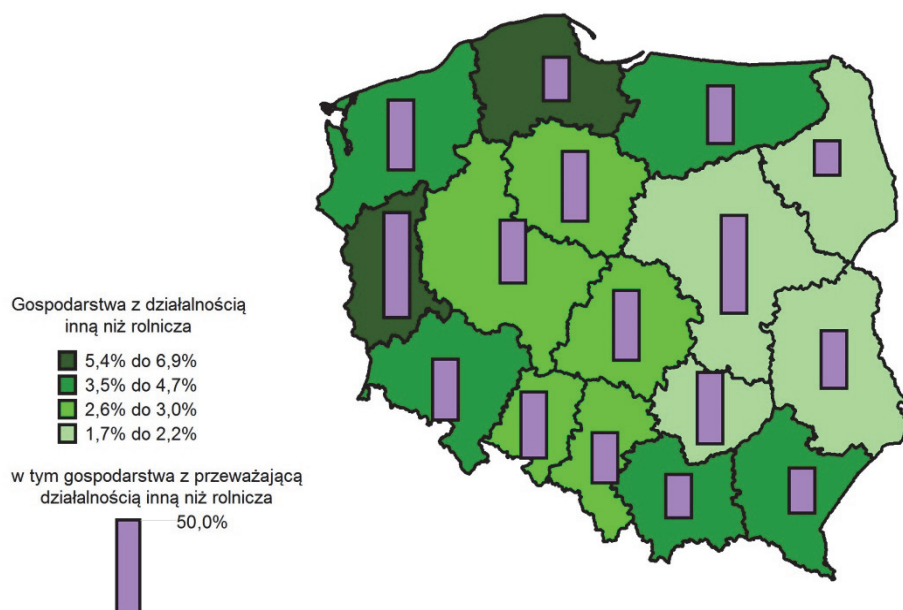 Gospodarstwa z działalnością
inną niż rolnicza
5,4% do 6,9%
3,5% do 4,7%
2,6% do 3,0%
1,7% do 2,2%
w tym gospodarstwa z przeważającą
działalnością inną niż rolnicza
50,0%